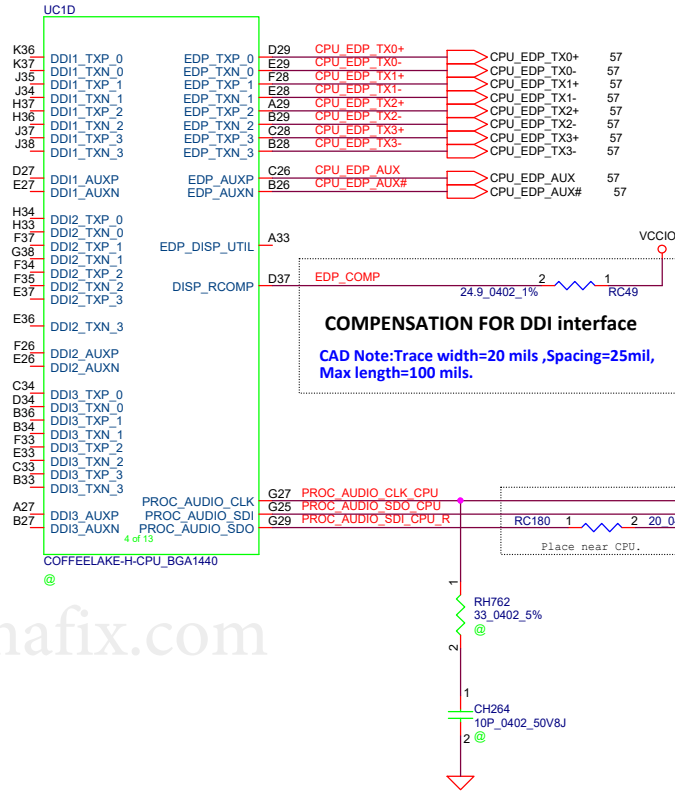 UC1D
K36 DDI1_TXP_0 EDP_TXP_0 D29 CPU_EDP_TX0+ CPU_EDP_TX0+ 57
K37 DDI1_TXN_0 EDP_TXN_0 E29 CPU_EDP_TX0- CPU_EDP_TX0- 57
J35 DDI1_TXP_1 EDP_TXP_1 F28 CPU_EDP_TX1+ CPU_EDP_TX1+ 57
J34 DDI1_TXN_1 EDP_TXN_1 E28 CPU_EDP_TX1- CPU_EDP_TX1- 57
H37 DDI1_TXP_2 EDP_TXP_2 A29 CPU_EDP_TX2+ CPU_EDP_TX2+ 57
H36 DDI1_TXN_2 EDP_TXN_2 B29 CPU_EDP_TX2- CPU_EDP_TX2- 57
J37 DDI1_TXP_3 EDP_TXP_3 C28 CPU_EDP_TX3+ CPU_EDP_TX3+ 57
J38 DDI1_TXN_3 EDP_TXN_3 B28 CPU_EDP_TX3- CPU_EDP_TX3- 57
D27 DDI1_AUXP EDP_AUXP C26 CPU_EDP_AUX CPU_EDP_AUX 57
E27 DDI1_AUXN EDP_AUXN B26 CPU_EDP_AUX# CPU_EDP_AUX# 57
H34 DDI2_TXP_0
H33 DDI2_TXN_0
F37 DDI2_TXP_1 EDP_DISP_UTIL A33
G38 DDI2_TXN_1
F34 DDI2_TXP_2
F35 DDI2_TXN_2 DISP_RCOMP D37 EDP_COMP 2 1 VCCIO
E37 DDI2_TXP_3 24.9_0402_1% RC49
E36 DDI2_TXN_3
COMPENSATION FOR DDI interface
F26 DDI2_AUXP
E26 DDI2_AUXN
CAD Note:Trace width=20 mils ,Spacing=25mil,
Max length=100 mils.
C34 DDI3_TXP_0
D34 DDI3_TXN_0
B36 DDI3_TXP_1
B34 DDI3_TXN_1
F33 DDI3_TXP_2
E33 DDI3_TXN_2
C33 DDI3_TXP_3
B33 DDI3_TXN_3
PROC_AUDIO_CLK G27 PROC_AUDIO_CLK_CPU
A27 DDI3_AUXP PROC_AUDIO_SDI G25 PROC_AUDIO_SDO_CPU
B27 DDI3_AUXN PROC_AUDIO_SDO G29 PROC_AUDIO_SDI_CPU_R RC180 1 2
4 of 13
Place near CPU.
COFFEELAKE-H-CPU_BGA1440
@
1
RH762
33_0402_5%
@
2
nafix.com
1
CH264
10P_0402_50V8J
@
2